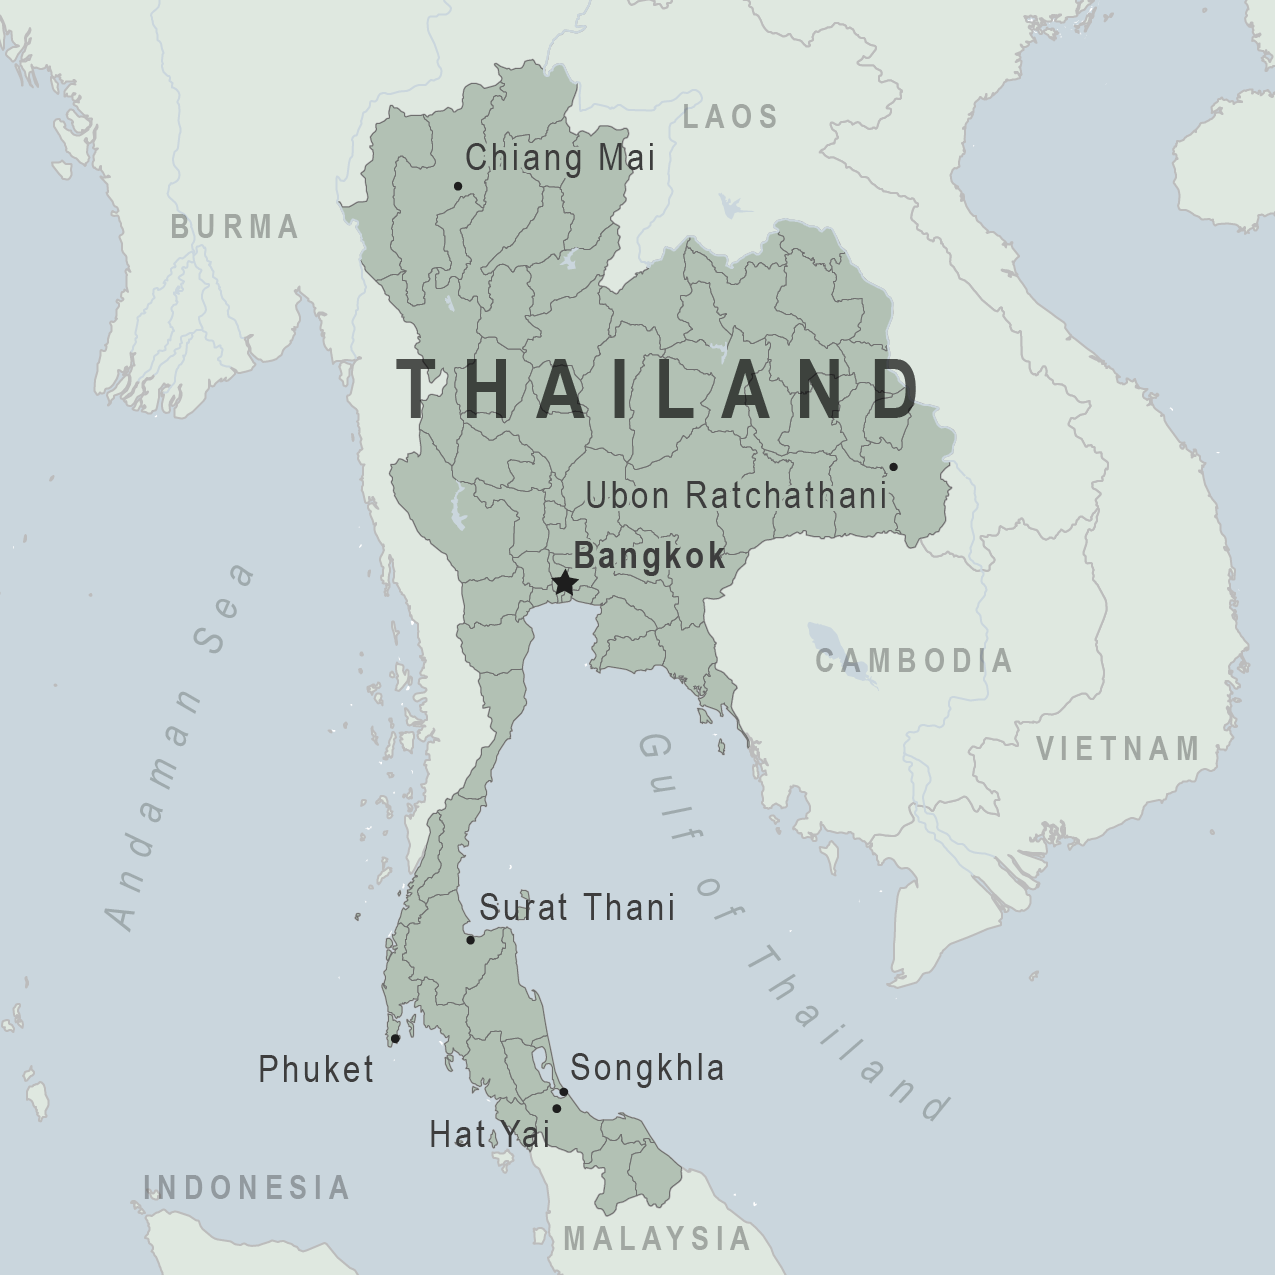 LAOS
Chiang Mai
BURMA
THAILAND
Ubon Ratchathani
Bangkok
Andaman Sea
CAMBODIA
VIETNAM
Gulf of Thailand
Surat Thani
Phuket
Songkhla
Hat Yai
INDONESIA
MALAYSIA